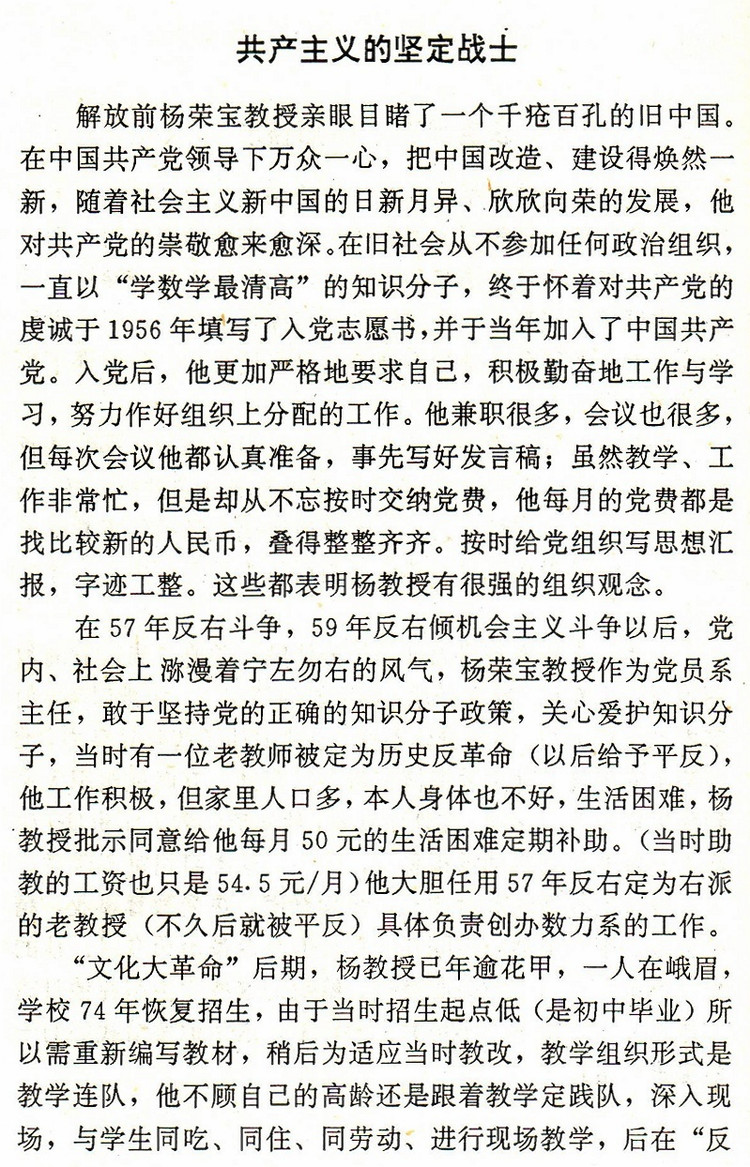 共产主义的坚定战士
解放前杨荣宝教授亲眼目睹了一个千疮百孔的旧中国。
在中国共产党领导下万众一心，把中国改造、建设得焕然一
新，随着社会主义新中国的日新月异、欣欣向荣的发展，他
对共产党的崇敬愈来愈深。在旧社会从不参加任何政治组织，
一直以“学数学最清高”的知识分子，终于怀着对共产党的
虔诚于1956年填写了入党志愿书，并于当年加入了中国共产
党。入党后，他更加严格地要求自己，积极勤奋地工作与学
习，努力作好组织上分配的工作。他兼职很多，会议也很多，
但每次会议他都认真准备，事先写好发言稿；虽然教学、工
作非常忙，但是却从不忘按时交纳党费，他每月的党费都是
找比较新的人民币，叠得整整齐齐。按时给党组织写思想汇
报，字迹工整。这些都表明杨教授有很强的组织观念。
在57年反右斗争，59年反右倾机会主义斗争以后，党
内、社会上㳽漫着宁左勿右的风气，杨荣宝教授作为党员系
主任，敢于坚持党的正确的知识分子政策，关心爱护知识分
子，当时有一位老教师被定为历史反革命（以后给予平反），
他工作积极，但家里人口多，本人身体也不好，生活困难，杨
教授批示同意给他每月50元的生活困难定期补助。（当时助
教的工资也只是54.5元/月）他大胆任用57年反右定为右派
的老教授（不久后就被平反）具体负责创办数力系的工作。
“文化大革命”后期，杨教授已年逾花甲，一人在峨眉，
学校74年恢复招生，由于当时招生起点低（是初中毕业）所
以需重新编写教材，稍后为适应当时教改，教学组织形式是
教学连队，他不顾自己的高龄还是跟着教学定践队，深入现
场，与学生同吃、同住、同劳动、进行现场教学，后在“反